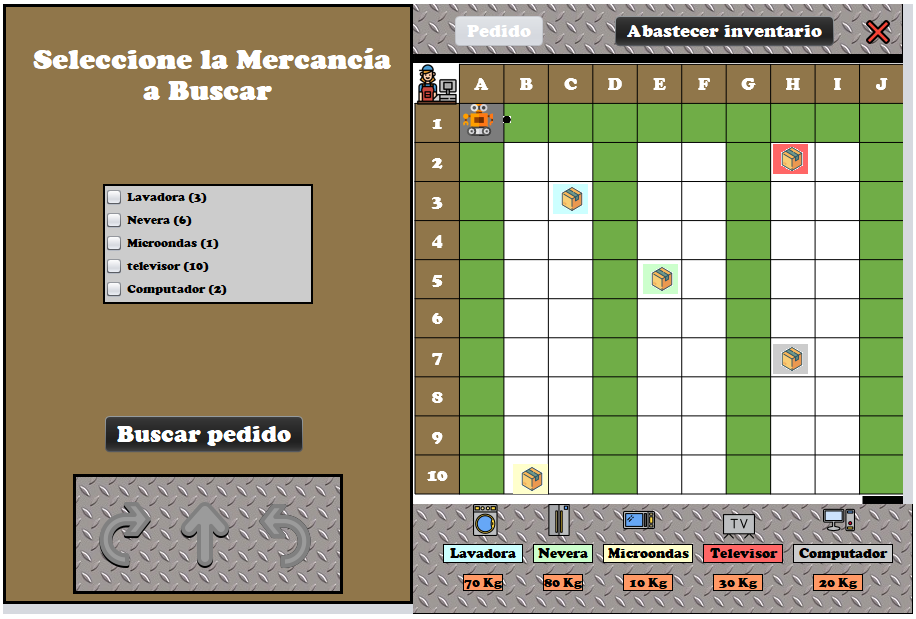 Seleccione la Mercancía
a Buscar
Lavadora (3)
Nevera (6)
Microondas (1)
televisor (10)
Computador (2)
Buscar pedido
Pedido Abastecer inventario
A B C D E F G H I J
1
2
3
4
5
6
7
8
9
10
TV
Lavadora Nevera Microondas Televisor Computador
70 Kg 80 Kg 10 Kg 30 Kg 20 Kg